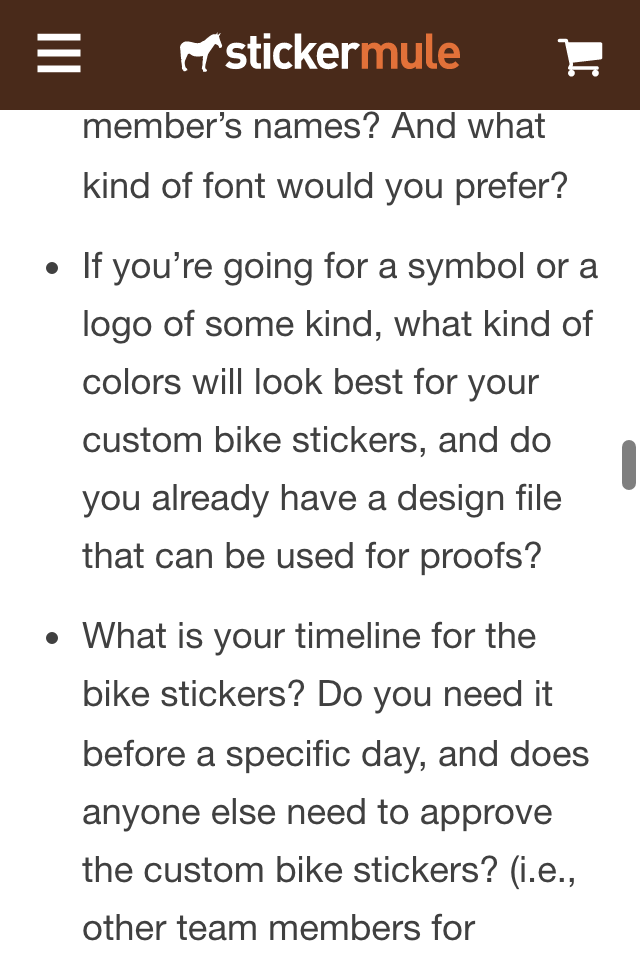 stickermule
member’s names? And what
kind of font would you prefer?
If you’re going for a symbol or a
logo of some kind, what kind of
colors will look best for your
custom bike stickers, and do
you already have a design file
that can be used for proofs?
What is your timeline for the
bike stickers? Do you need it
before a specific day, and does
anyone else need to approve
the custom bike stickers? (i.e.,
other team members for